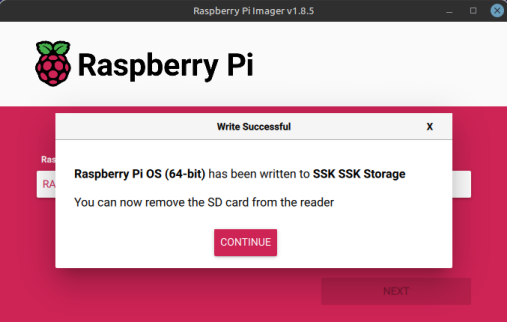 Raspberry Pi Imager v1.8.5
Raspberry Pi
Write Successful
X
Ras
RA
Raspberry Pi OS (64-bit) has been written to SSK SSK Storage
You can now remove the SD card from the reader
CONTINUE
NEXT